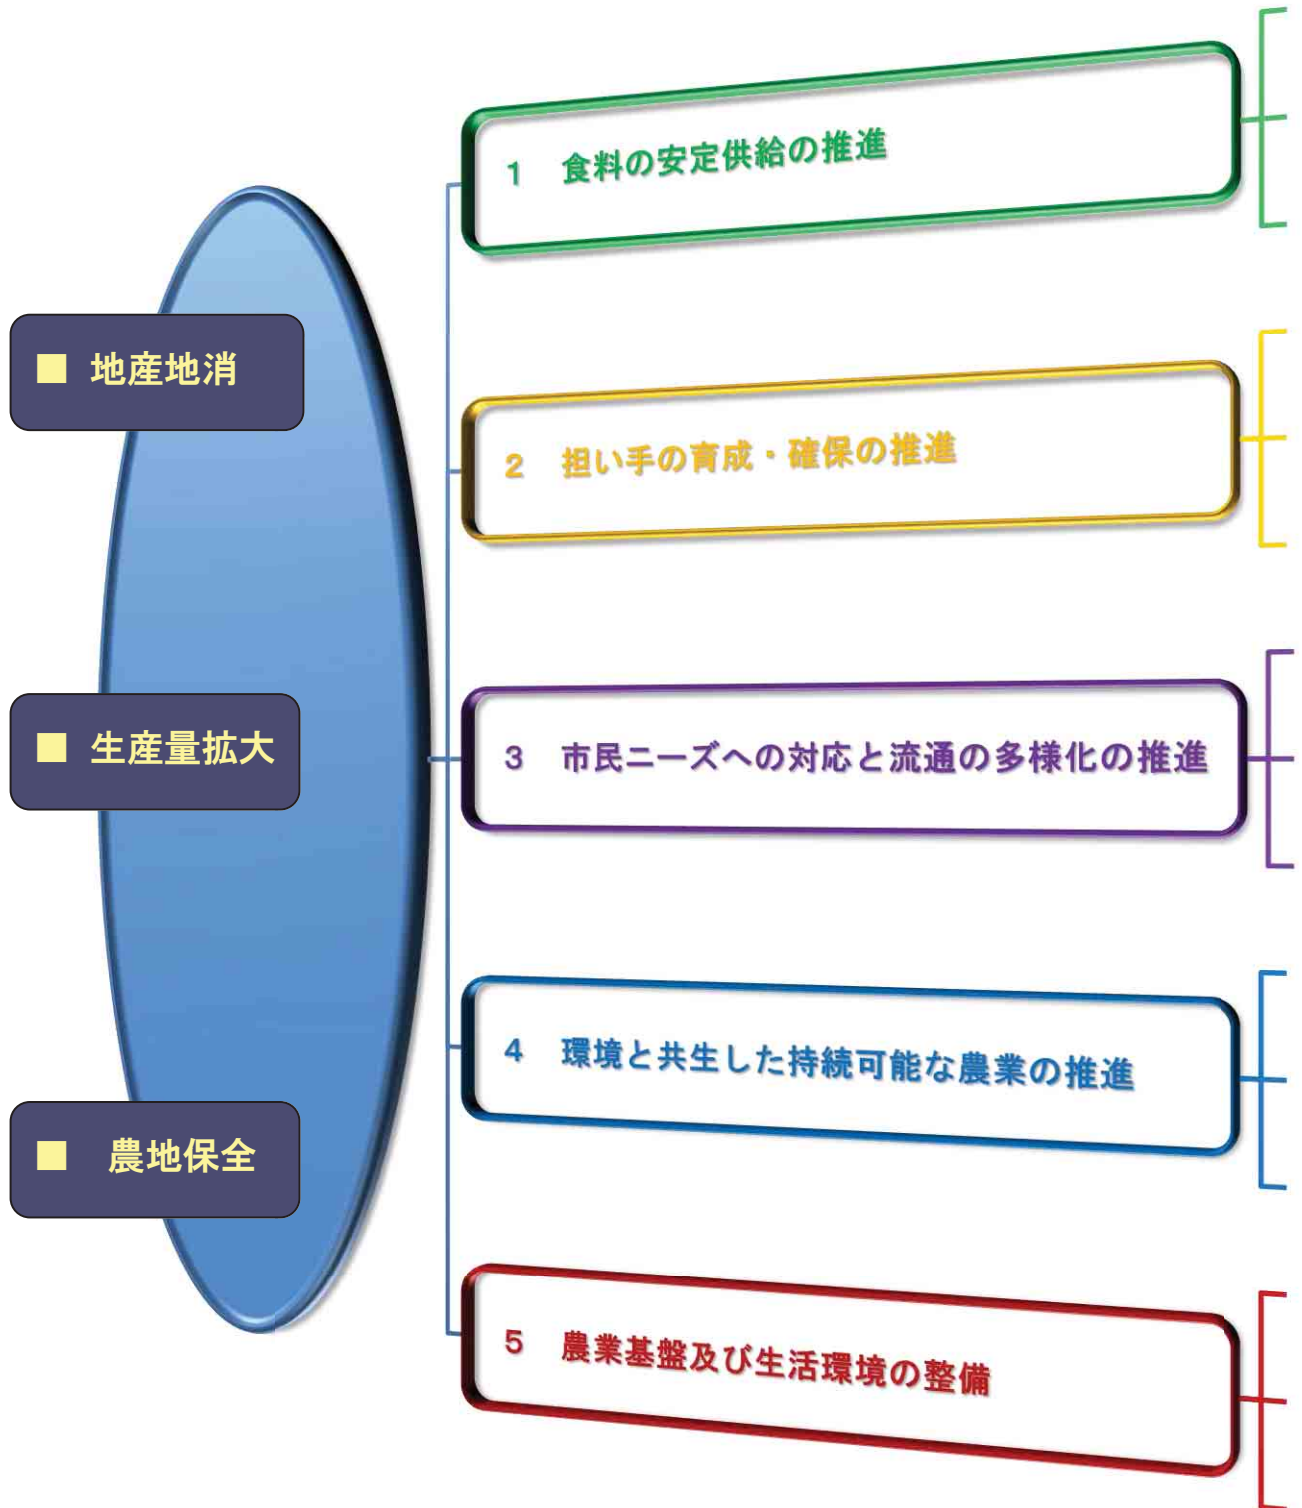 ■ 地産地消
■ 生産量拡大
■ 農地保全
1 食料の安定供給の推進
2 担い手の育成・確保の推進
3 市民ニーズへの対応と流通の多様化の推進
4 環境と共生した持続可能な農業の推進
5 農業基盤及び生活環境の整備